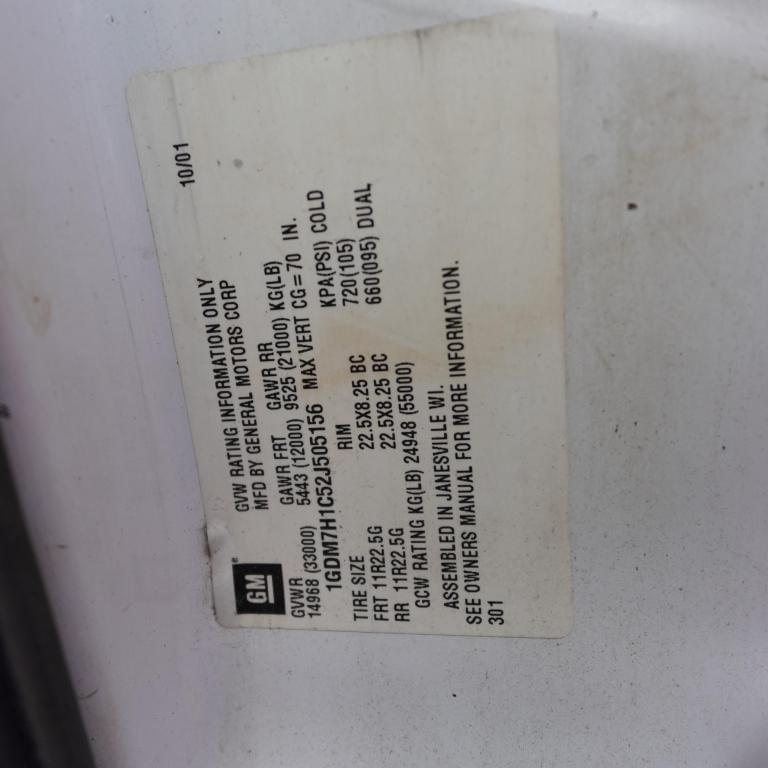 10/01
GVW RATING INFORMATION ONLY
MFD BY GENERAL MOTORS CORP
GM
GVWR GAWR FRT GAWR RR
14968 (33000) 5443 (12000) 9525 (21000) KG(LB)
1GDM7H1C52J505156 MAX VERT CG=70 IN.
TIRE SIZE RIM KPA(PSI) COLD
FRT 11R22.5G 22.5X8.25 BC 720(105)
RR 11R22.5G 22.5X8.25 BC 660(095) DUAL
GCW RATING KG(LB) 24948 (55000)
ASSEMBLED IN JANESVILLE WI.
SEE OWNERS MANUAL FOR MORE INFORMATION.
301